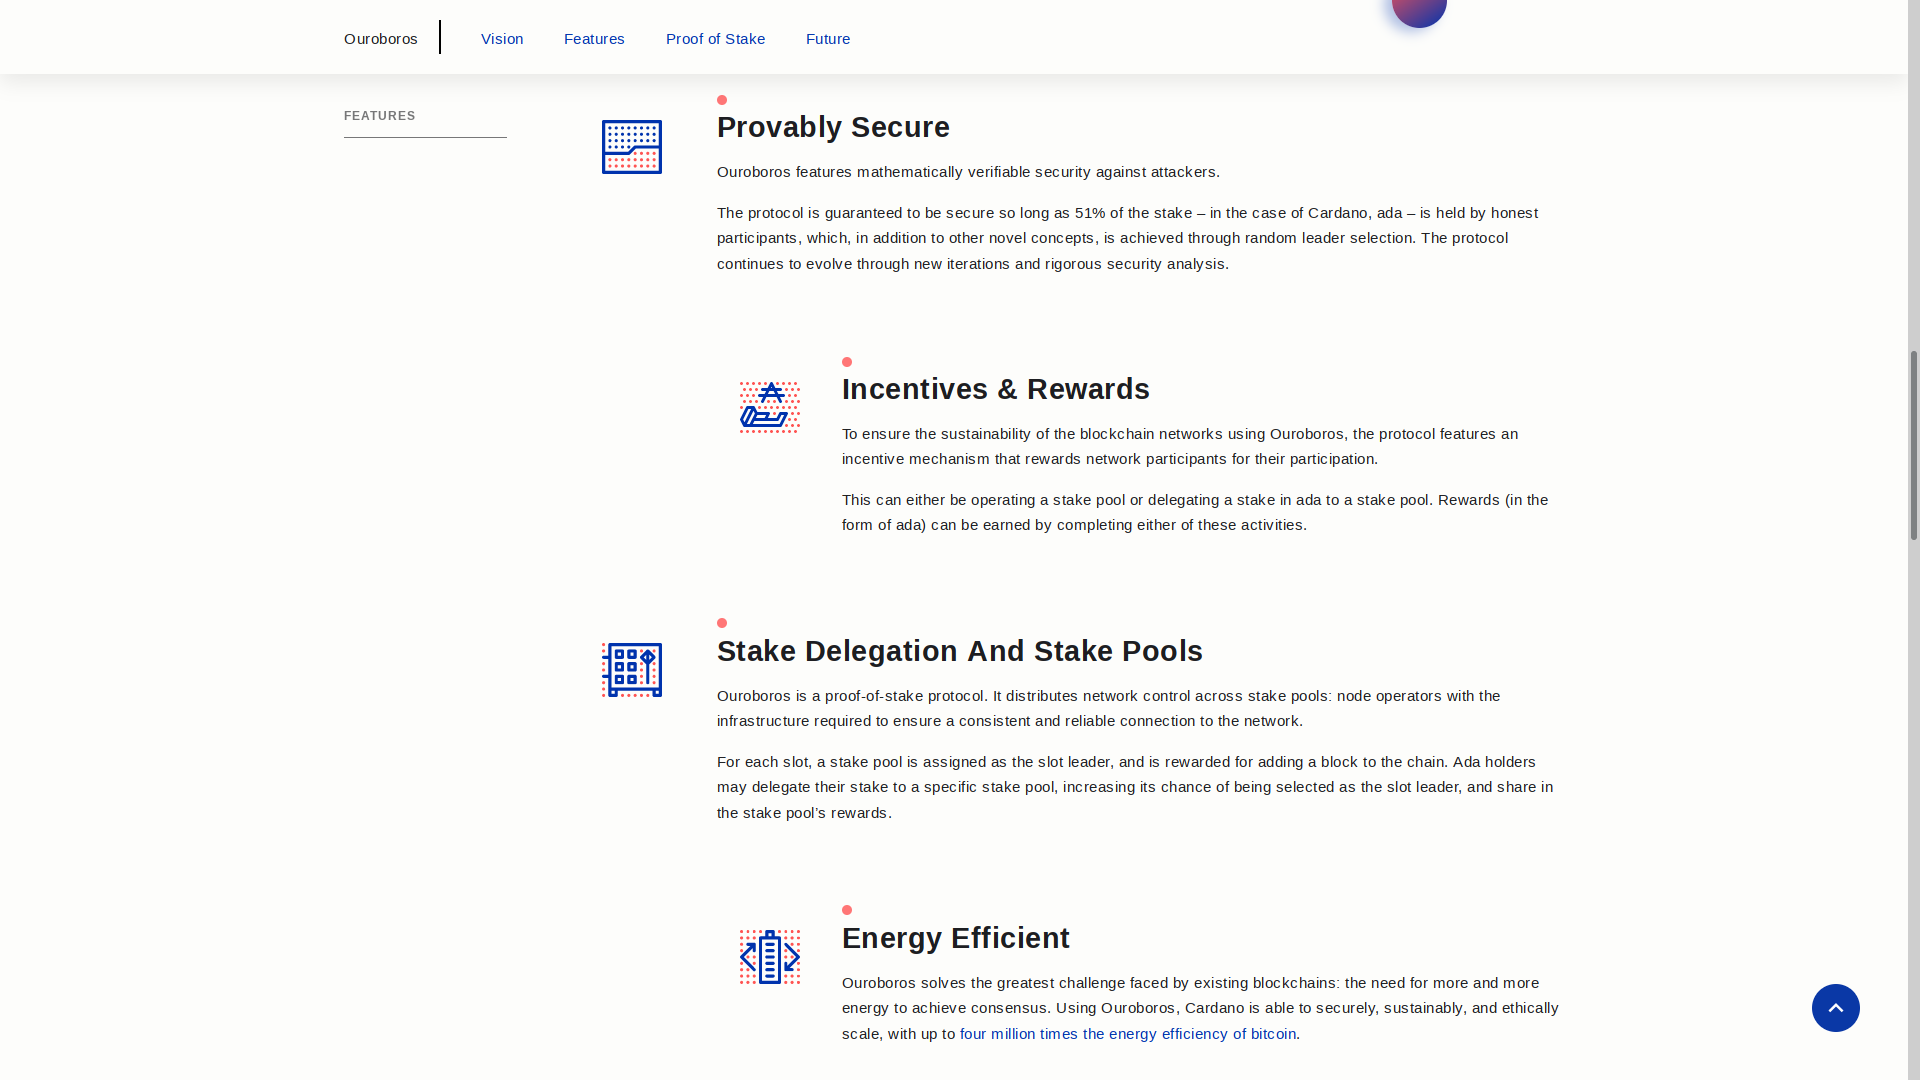 Ouroboros
Vision
Features
Proof of Stake
Future
FEATURES
Provably Secure
Ouroboros features mathematically verifiable security against attackers.
The protocol is guaranteed to be secure so long as 51% of the stake – in the case of Cardano, ada – is held by honest
participants, which, in addition to other novel concepts, is achieved through random leader selection. The protocol
continues to evolve through new iterations and rigorous security analysis.
Incentives & Rewards
To ensure the sustainability of the blockchain networks using Ouroboros, the protocol features an
incentive mechanism that rewards network participants for their participation.
This can either be operating a stake pool or delegating a stake in ada to a stake pool. Rewards (in the
form of ada) can be earned by completing either of these activities.
Stake Delegation And Stake Pools
Ouroboros is a proof-of-stake protocol. It distributes network control across stake pools: node operators with the
infrastructure required to ensure a consistent and reliable connection to the network.
For each slot, a stake pool is assigned as the slot leader, and is rewarded for adding a block to the chain. Ada holders
may delegate their stake to a specific stake pool, increasing its chance of being selected as the slot leader, and share in
the stake pool’s rewards.
Energy Efficient
Ouroboros solves the greatest challenge faced by existing blockchains: the need for more and more
energy to achieve consensus. Using Ouroboros, Cardano is able to securely, sustainably, and ethically
scale, with up to four million times the energy efficiency of bitcoin.